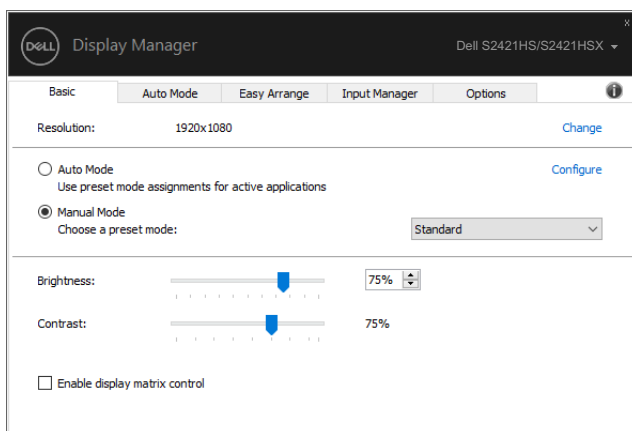 x
DELL Display Manager Dell S2421HS/S2421HSX
Basic Auto Mode Easy Arrange Input Manager Options i
Resolution: 1920x1080 Change
Auto Mode Configure
Use preset mode assignments for active applications
Manual Mode
Choose a preset mode: Standard
Brightness: 75%
Contrast: 75%
Enable display matrix control